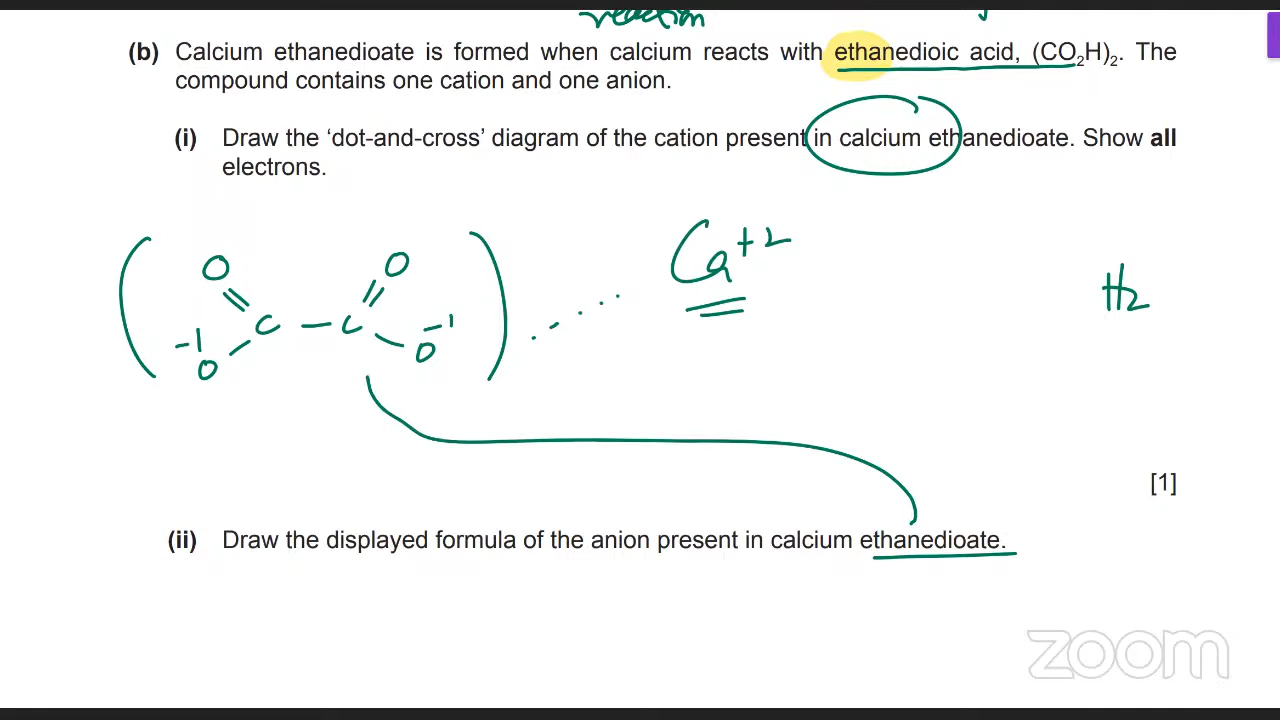 reaction
(b) Calcium ethanedioate is formed when calcium reacts with ethanedioic acid, (CO₂H)₂. The
compound contains one cation and one anion.
(i) Draw the ‘dot-and-cross’ diagram of the cation present in calcium ethanedioate. Show all
electrons.
O O
C — C
-1 O O -1
Ca+2
H2
[1]
(ii) Draw the displayed formula of the anion present in calcium ethanedioate.
zoom